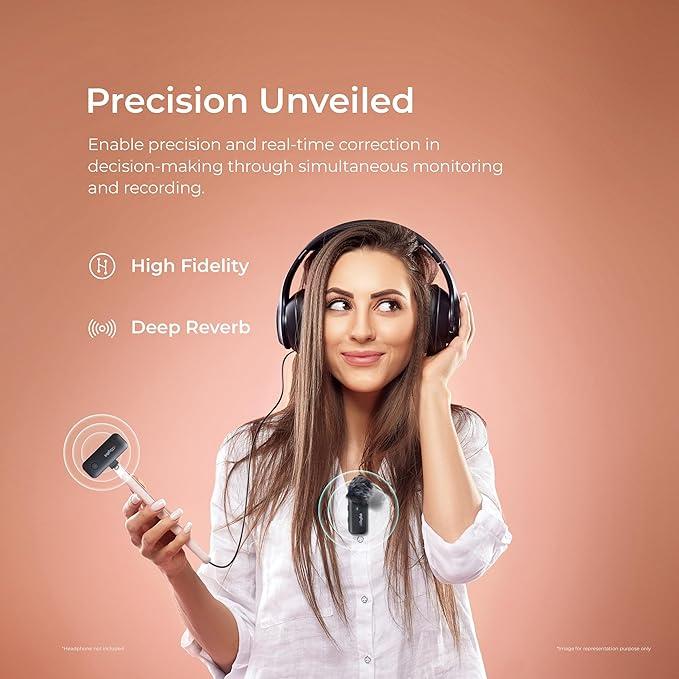 Precision Unveiled
Enable precision and real-time correction in
decision-making through simultaneous monitoring
and recording.
High Fidelity
Deep Reverb
*Headphone not included
*Image for representation purpose only